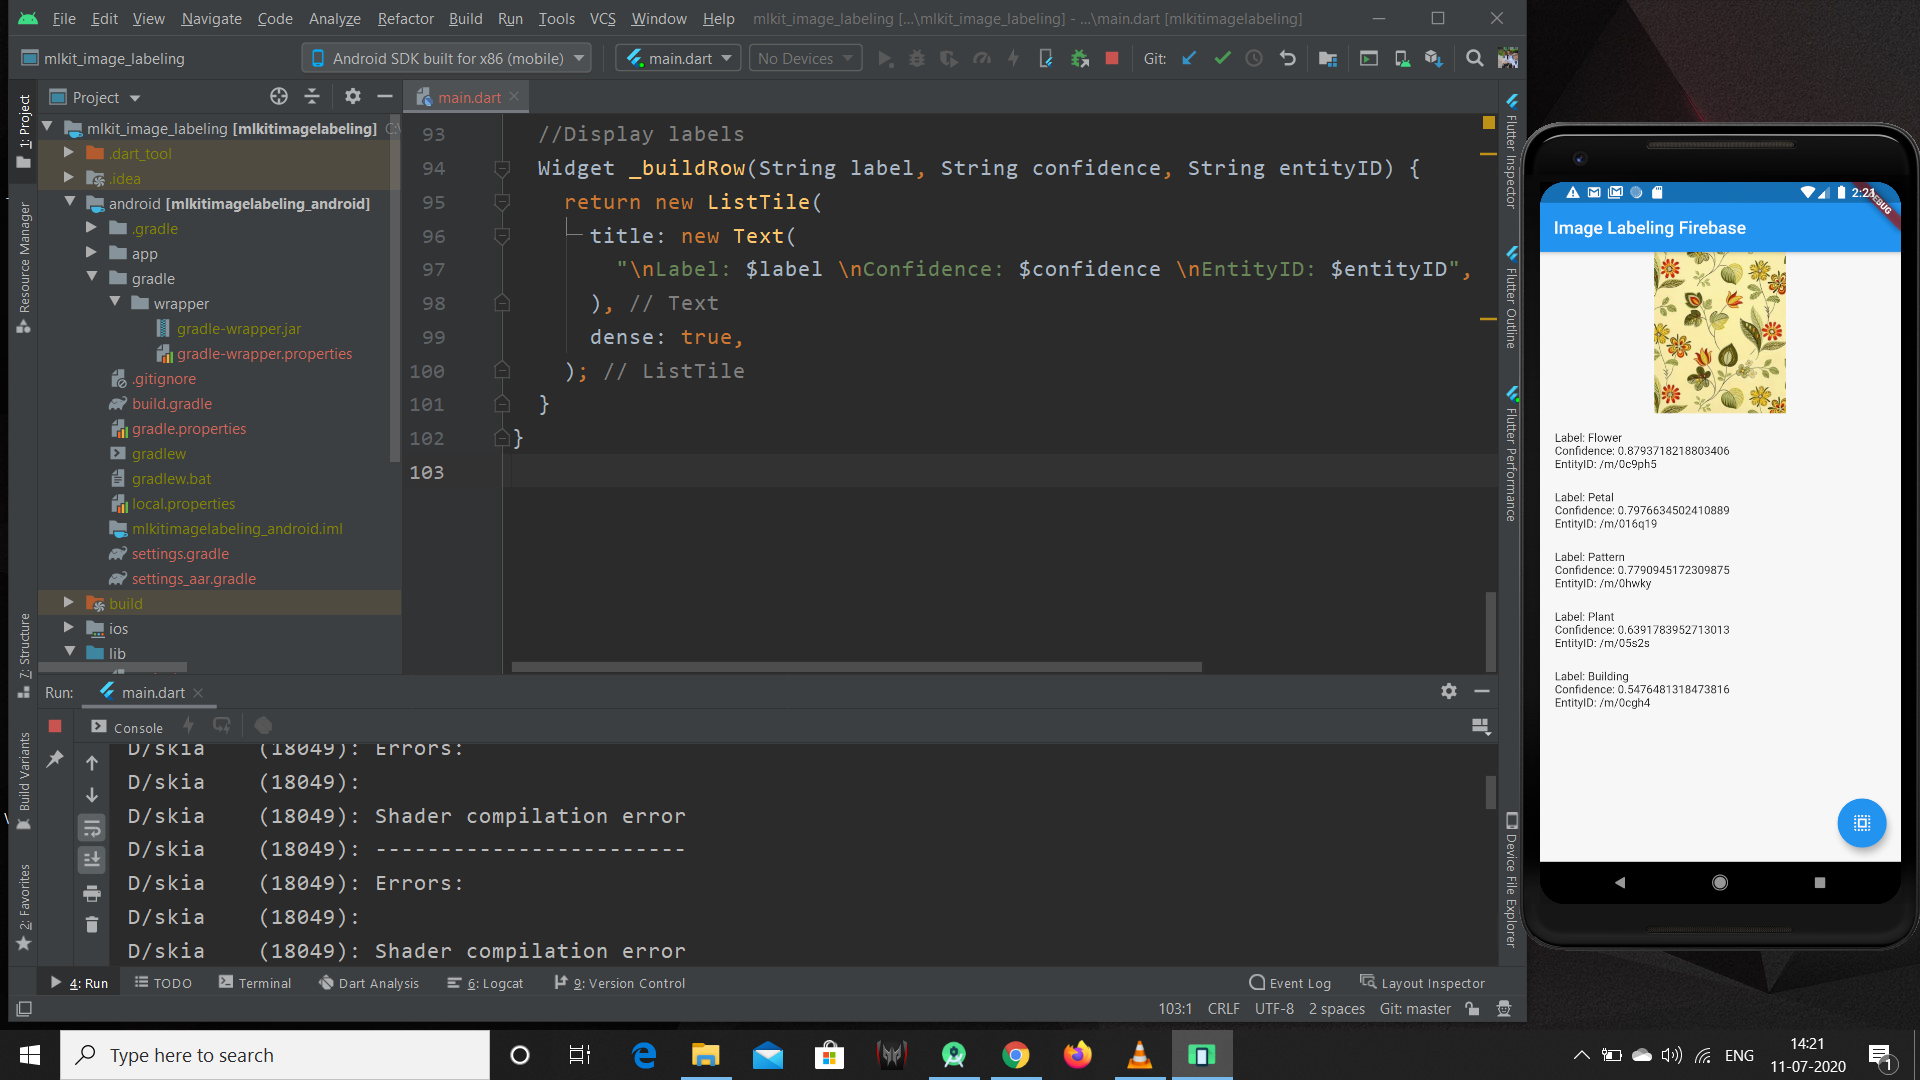 File Edit View Navigate Code Analyze Refactor Build Run Tools VCS Window Help mlkit_image_labeling [...\mlkit_image_labeling] - ...\main.dart [mlkitimagelabeling]
mlkit_image_labeling Android SDK built for x86 (mobile) main.dart No Devices Git:
1: Project
Resource Manager
7: Structure
Build Variants
2: Favorites
Project
mlkit_image_labeling [mlkitimagelabeling]
.dart_tool
.idea
android [mlkitimagelabeling_android]
.gradle
app
gradle
wrapper
gradle-wrapper.jar
gradle-wrapper.properties
.gitignore
build.gradle
gradle.properties
gradlew
gradlew.bat
local.properties
mlkitimagelabeling_android.iml
settings.gradle
settings_aar.gradle
build
ios
lib
main.dart
93 //Display labels
94 Widget _buildRow(String label, String confidence, String entityID) {
95 return new ListTile(
96 title: new Text(
97 "\nLabel: $label \nConfidence: $confidence \nEntityID: $entityID",
98 ), // Text
99 dense: true,
100 ); // ListTile
101 }
102 }
103
Flutter Inspector
Flutter Outline
Flutter Performance
Device File Explorer
Run: main.dart
Console
D/skia (18049): Errors:
D/skia (18049):
D/skia (18049): Shader compilation error
D/skia (18049): ------------------------
D/skia (18049): Errors:
D/skia (18049):
D/skia (18049): Shader compilation error
4: Run TODO Terminal Dart Analysis 6: Logcat 9: Version Control Event Log Layout Inspector
103:1 CRLF UTF-8 2 spaces Git: master
DEBUG
Image Labeling Firebase
Label: Flower
Confidence: 0.8793718218803406
EntityID: /m/0c9ph5
Label: Petal
Confidence: 0.7976634502410889
EntityID: /m/016q19
Label: Pattern
Confidence: 0.7790945172309875
EntityID: /m/0hwky
Label: Plant
Confidence: 0.6391783952713013
EntityID: /m/05s2s
Label: Building
Confidence: 0.5476481318473816
EntityID: /m/0cgh4
Type here to search
ENG
14:21
11-07-2020
1